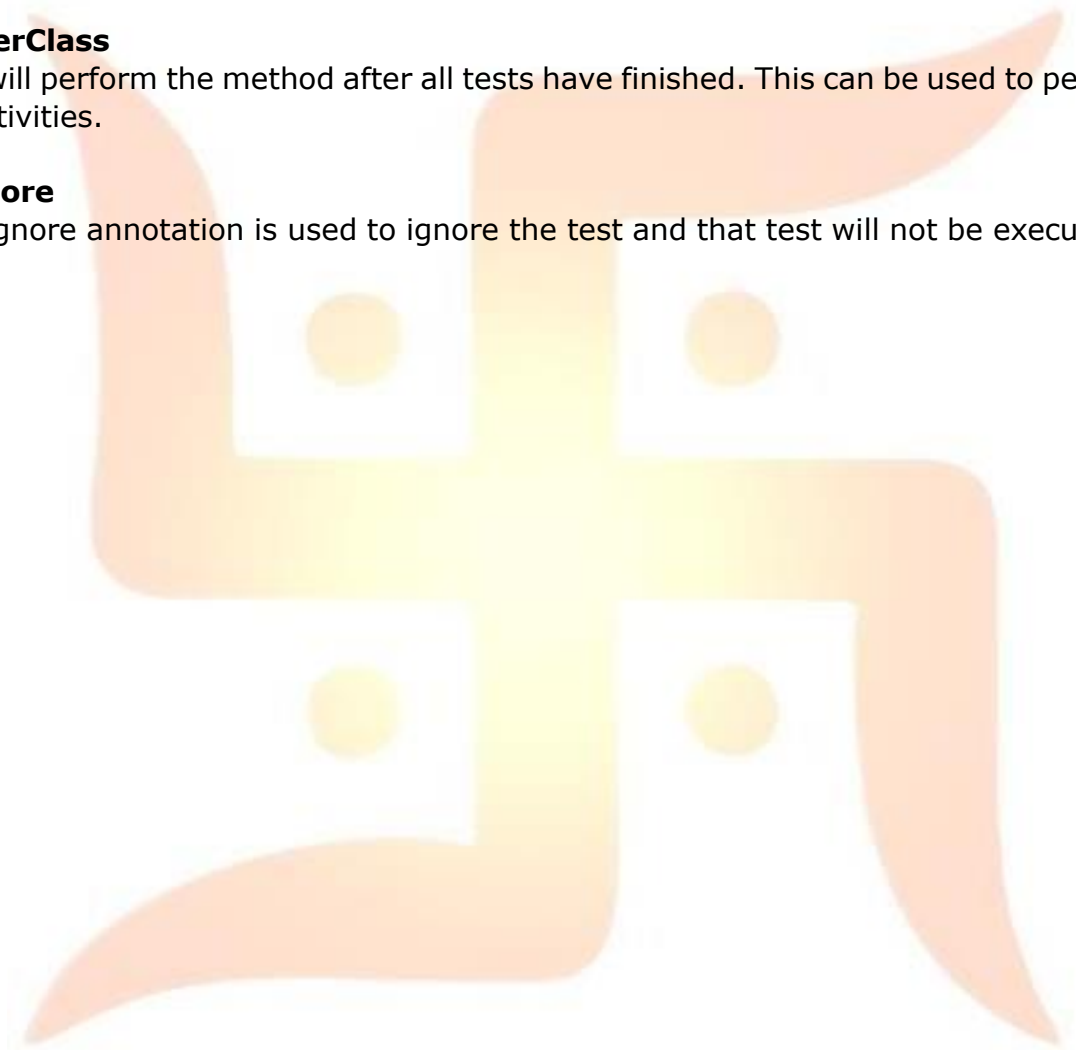 erClass
will perform the method after all tests have finished. This can be used to pe
tivities.
ore
gnore annotation is used to ignore the test and that test will not be execu